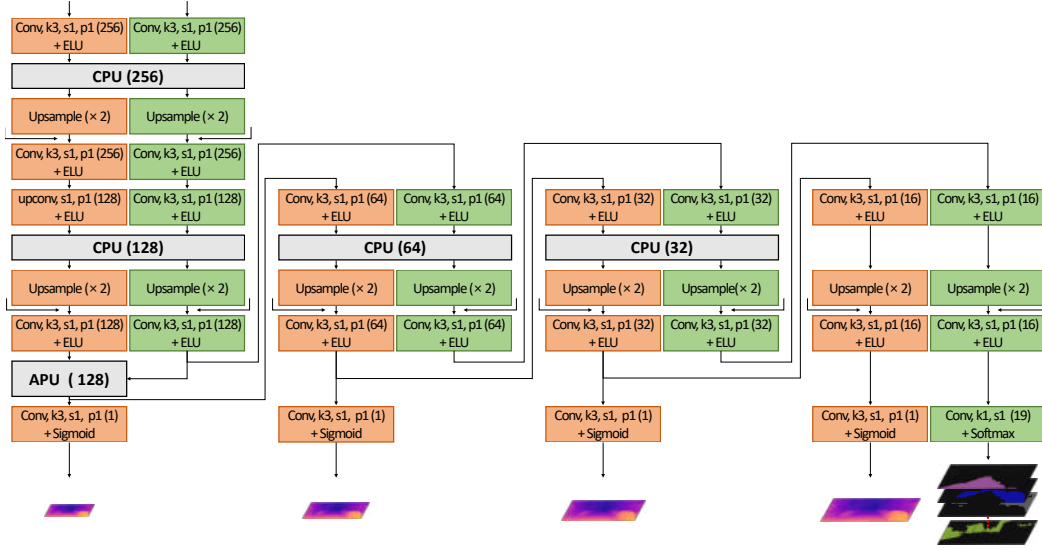 Conv, k3, s1, p1 (256)
+ ELU
Conv, k3, s1, p1 (256)
+ ELU
CPU (256)
Upsample (× 2)
Upsample (× 2)
Conv, k3, s1, p1 (256)
+ ELU
Conv, k3, s1, p1 (256)
+ ELU
upconv, s1, p1 (128)
+ ELU
Conv, k3, s1, p1 (128)
+ ELU
CPU (128)
Upsample (× 2)
Upsample (× 2)
Conv, k3, s1, p1 (128)
+ ELU
Conv, k3, s1, p1 (128)
+ ELU
APU ( 128)
Conv, k3, s1, p1 (1)
+ Sigmoid
Conv, k3, s1, p1 (64)
+ ELU
Conv, k3, s1, p1 (64)
+ ELU
CPU (64)
Upsample (× 2)
Upsample (× 2)
Conv, k3, s1, p1 (64)
+ ELU
Conv, k3, s1, p1 (64)
+ ELU
Conv, k3, s1, p1 (1)
+ Sigmoid
Conv, k3, s1, p1 (32)
+ ELU
Conv, k3, s1, p1 (32)
+ ELU
CPU (32)
Upsample (× 2)
Upsample(× 2)
Conv, k3, s1, p1 (32)
+ ELU
Conv, k3, s1, p1 (32)
+ ELU
Conv, k3, s1, p1 (1)
+ Sigmoid
Conv, k3, s1, p1 (16)
+ ELU
Conv, k3, s1, p1 (16)
+ ELU
Upsample (× 2)
Upsample (× 2)
Conv, k3, s1, p1 (16)
+ ELU
Conv, k3, s1, p1 (16)
+ ELU
Conv, k3, s1, p1 (1)
+ Sigmoid
Conv, k1, s1 (19)
+ Softmax